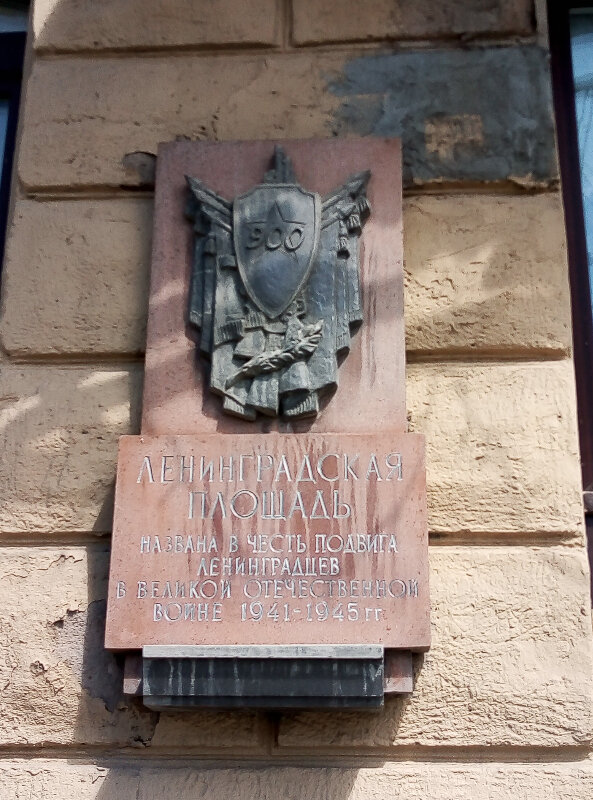 900
ЛЕНИНГРАДСКАЯ
ПЛОЩАДЬ
НАЗВАНА В ЧЕСТЬ ПОДВИГА
ЛЕНИНГРАДЦЕВ
В ВЕЛИКОЙ ОТЕЧЕСТВЕННОЙ
ВОЙНЕ 1941-1945 гг.